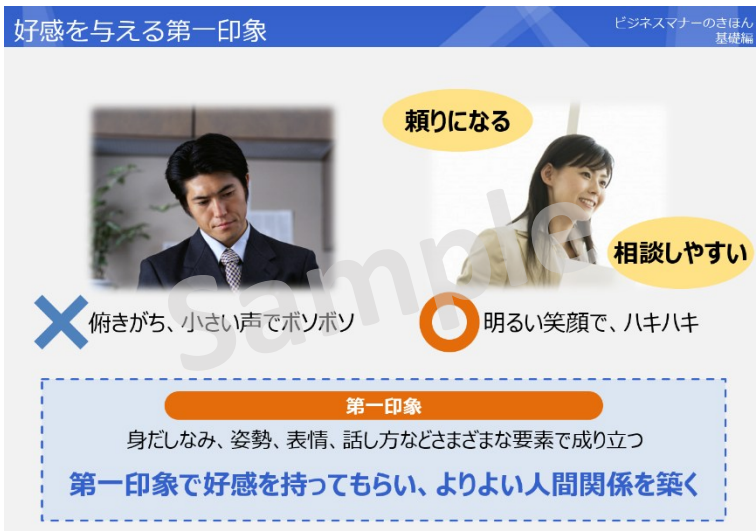 好感を与える第一印象
ビジネスマナーのきほん
基礎編
頼りになる
相談しやすい
俯きがち、小さい声でボソボソ
明るい笑顔で、ハキハキ
Sample
第一印象
身だしなみ、姿勢、表情、話し方などさまざまな要素で成り立つ
第一印象で好感を持ってもらい、よりよい人間関係を築く